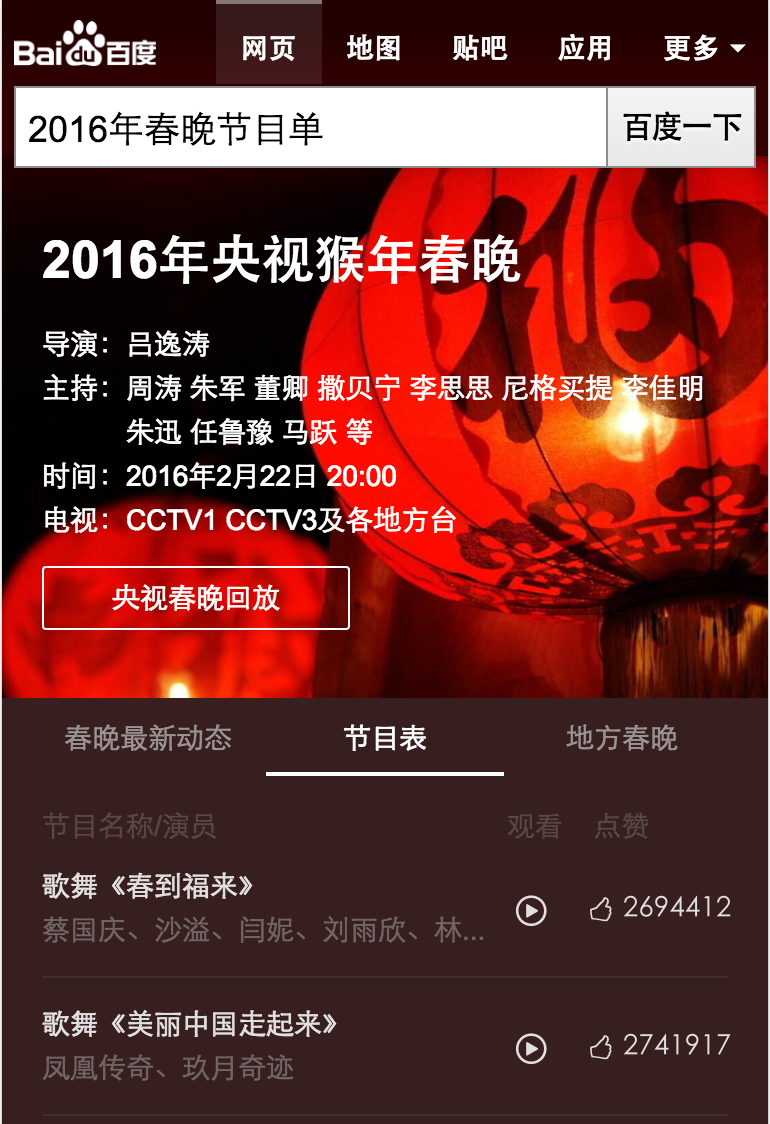 Bai du 百度
网页 地图 贴吧 应用 更多
2016年春晚节目单 百度一下
福
2016年央视猴年春晚
导演：吕逸涛
主持：周涛 朱军 董卿 撒贝宁 李思思 尼格买提 李佳明
朱迅 任鲁豫 马跃 等
时间：2016年2月22日 20:00
电视：CCTV1 CCTV3及各地方台
央视春晚回放
春晚最新动态 节目表 地方春晚
节目名称/演员 观看 点赞
歌舞《春到福来》
蔡国庆、沙溢、闫妮、刘雨欣、林... 2694412
歌舞《美丽中国走起来》
凤凰传奇、玖月奇迹 2741917